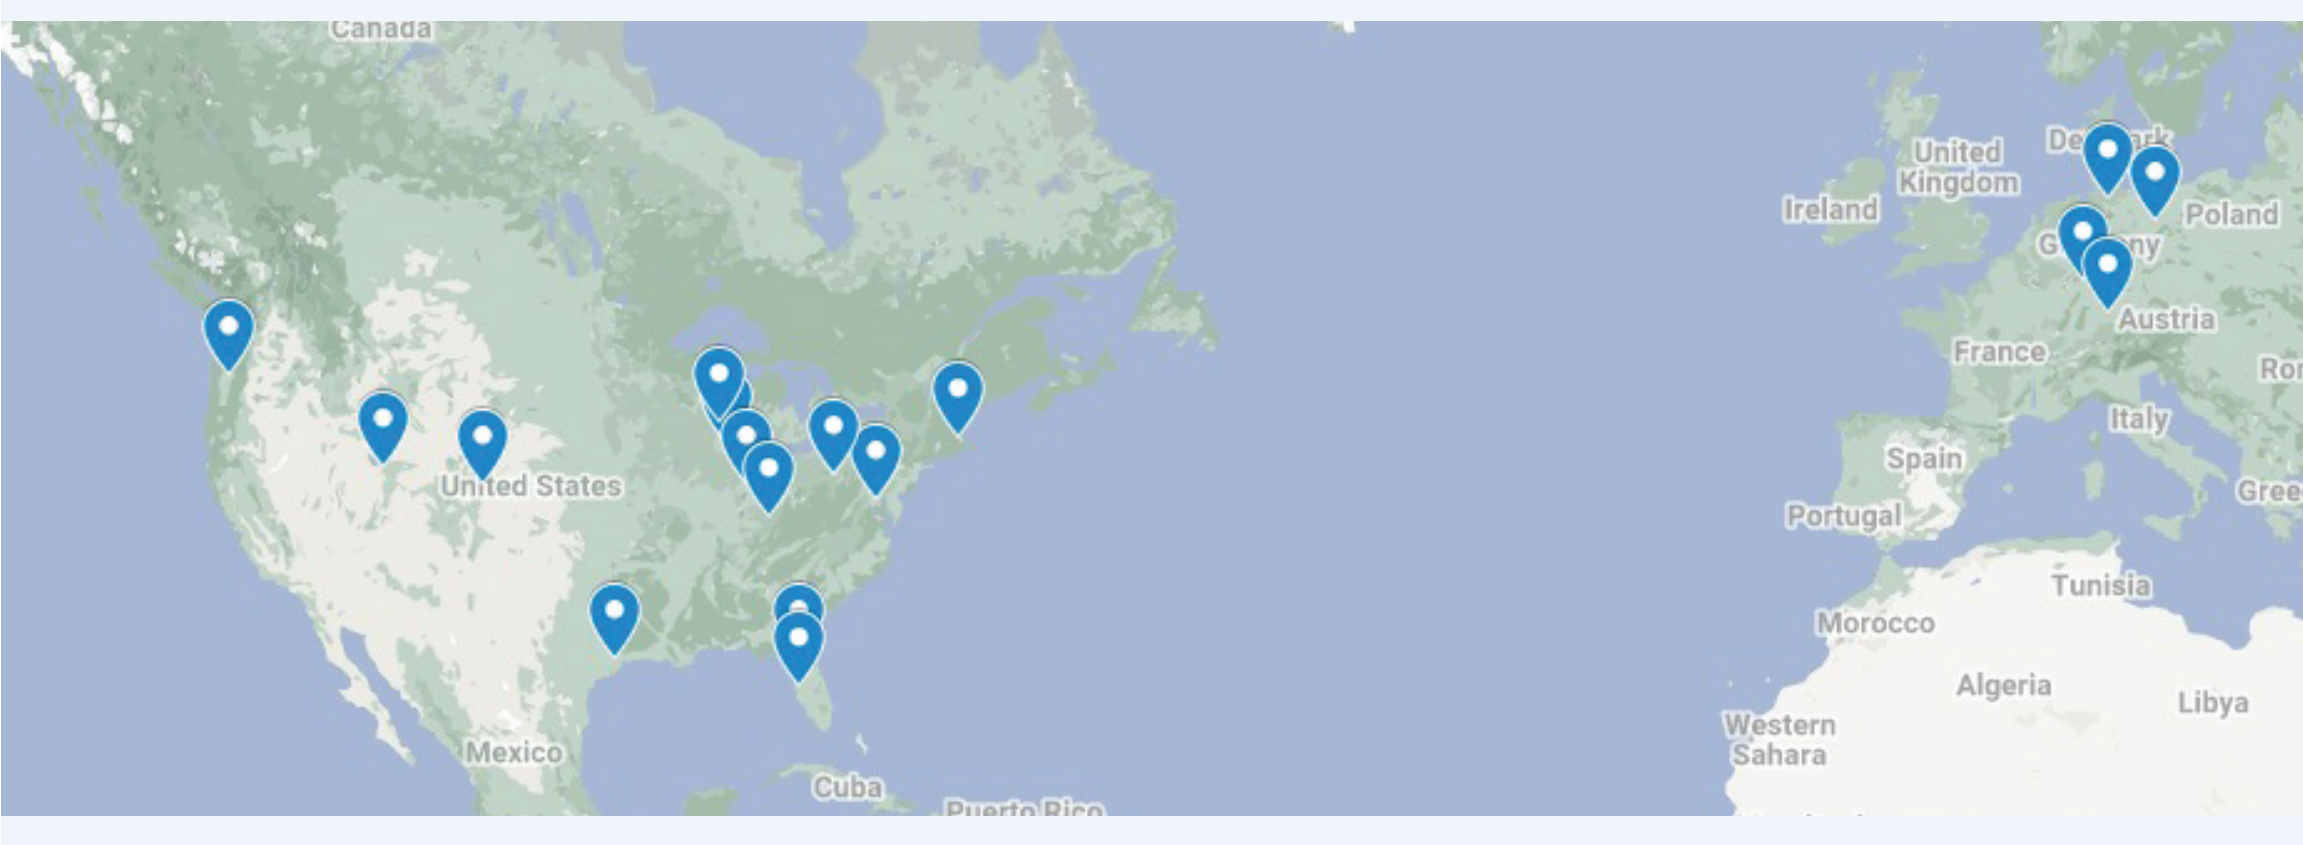 Canada
United
Kingdom
Ireland
Poland
Austria
France
Italy
Spain
Portugal
United States
Tunisia
Morocco
Algeria
Libya
Western
Sahara
Mexico
Cuba
Puerto Rico